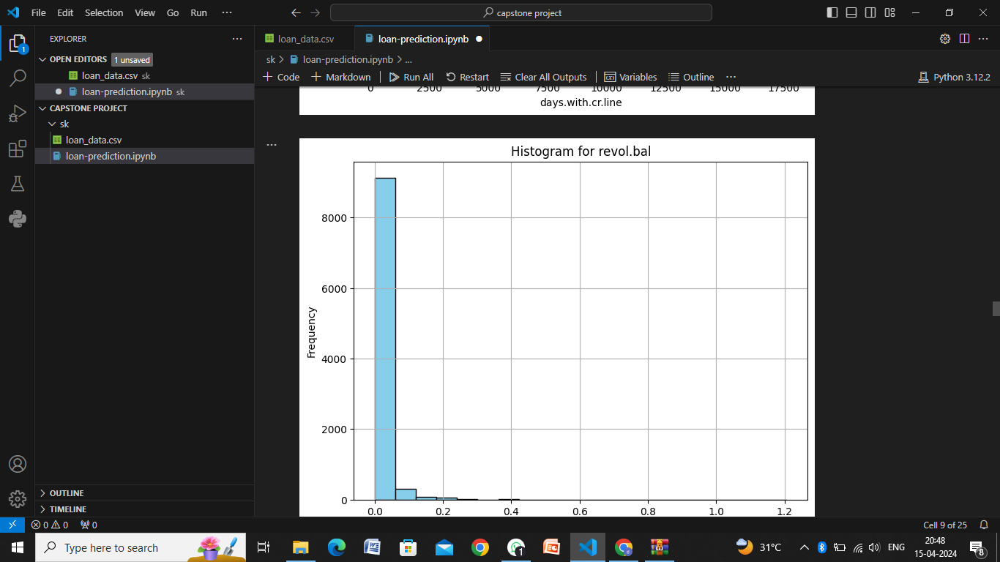 File Edit Selection View Go Run ···
capstone project
EXPLORER
OPEN EDITORS 1 unsaved
loan_data.csv sk
loan-prediction.ipynb sk
CAPSTONE PROJECT
sk
loan_data.csv
loan-prediction.ipynb
OUTLINE
TIMELINE
1
loan_data.csv
loan-prediction.ipynb
sk > loan-prediction.ipynb > ...
+ Code + Markdown Run All Restart Clear All Outputs Variables Outline ··· Python 3.12.2
0 2500 5000 7500 10000 12500 15000 17500
days.with.cr.line
Histogram for revol.bal
8000
6000
4000
2000
0
Frequency
0.0 0.2 0.4 0.6 0.8 1.0 1.2
0 0 0 Cell 9 of 25
Type here to search
W
1
31°C ENG 20:48
15-04-2024
8